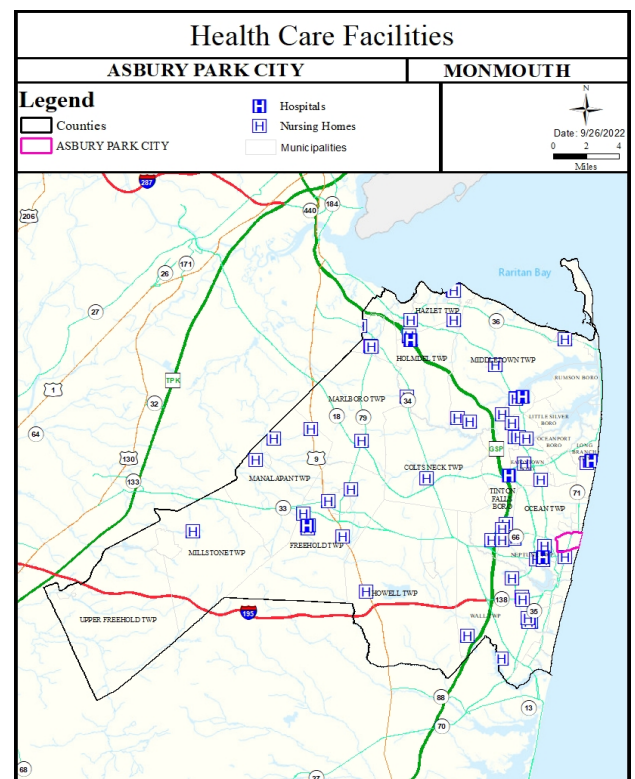 Health Care Facilities
ASBURY PARK CITY
MONMOUTH
Legend
Counties
ASBURY PARK CITY
H Hospitals
H Nursing Homes
Municipalities
N
Date: 9/26/2022
0 2 4
Miles
287
206
440
184
Raritan Bay
171
26
27
HAZLET TWP
36
HOLMDEL TWP
MIDDLETOWN TWP
TPK
1
32
RUMSON BORO
MARLBORO TWP
34
18
79
LITTLE SILVER
BORO
64
OCEANPORT
BORO
LONG
BRANCH
GSP
130
9
133
MANALAPAN TWP
COLTS NECK TWP
TINTON
FALLS
BORO
71
33
OCEAN TWP
MILLSTONE TWP
FREEHOLD TWP
66
HOWELL TWP
195
138
35
UPPER FREEHOLD TWP
WALL TWP
88
13
70
68
37